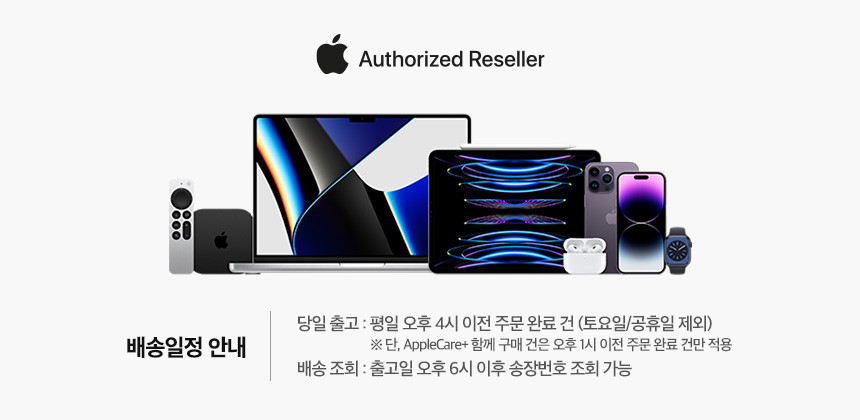 Authorized Reseller
배송일정 안내
당일 출고 : 평일 오후 4시 이전 주문 완료 건 (토요일/공휴일 제외)
※ 단, AppleCare+ 함께 구매 건은 오후 1시 이전 주문 완료 건만 적용
배송 조회 : 출고일 오후 6시 이후 송장번호 조회 가능